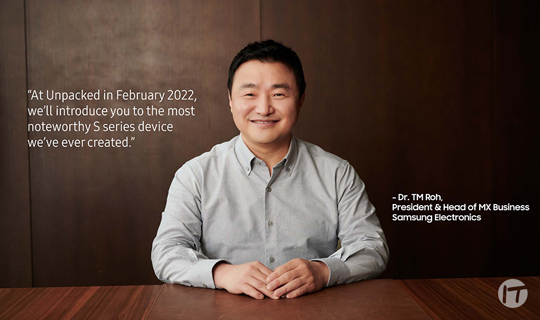 “At Unpacked in February 2022,
we’ll introduce you to the most
noteworthy S series device
we’ve ever created.”
– Dr. TM Roh,
President & Head of MX Business
Samsung Electronics
IT